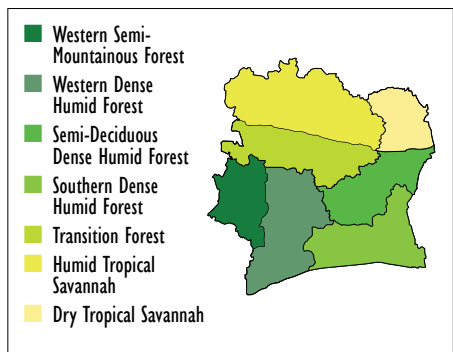 Western Semi-
Mountainous Forest
Western Dense
Humid Forest
Semi-Deciduous
Dense Humid Forest
Southern Dense
Humid Forest
Transition Forest
Humid Tropical
Savannah
Dry Tropical Savannah